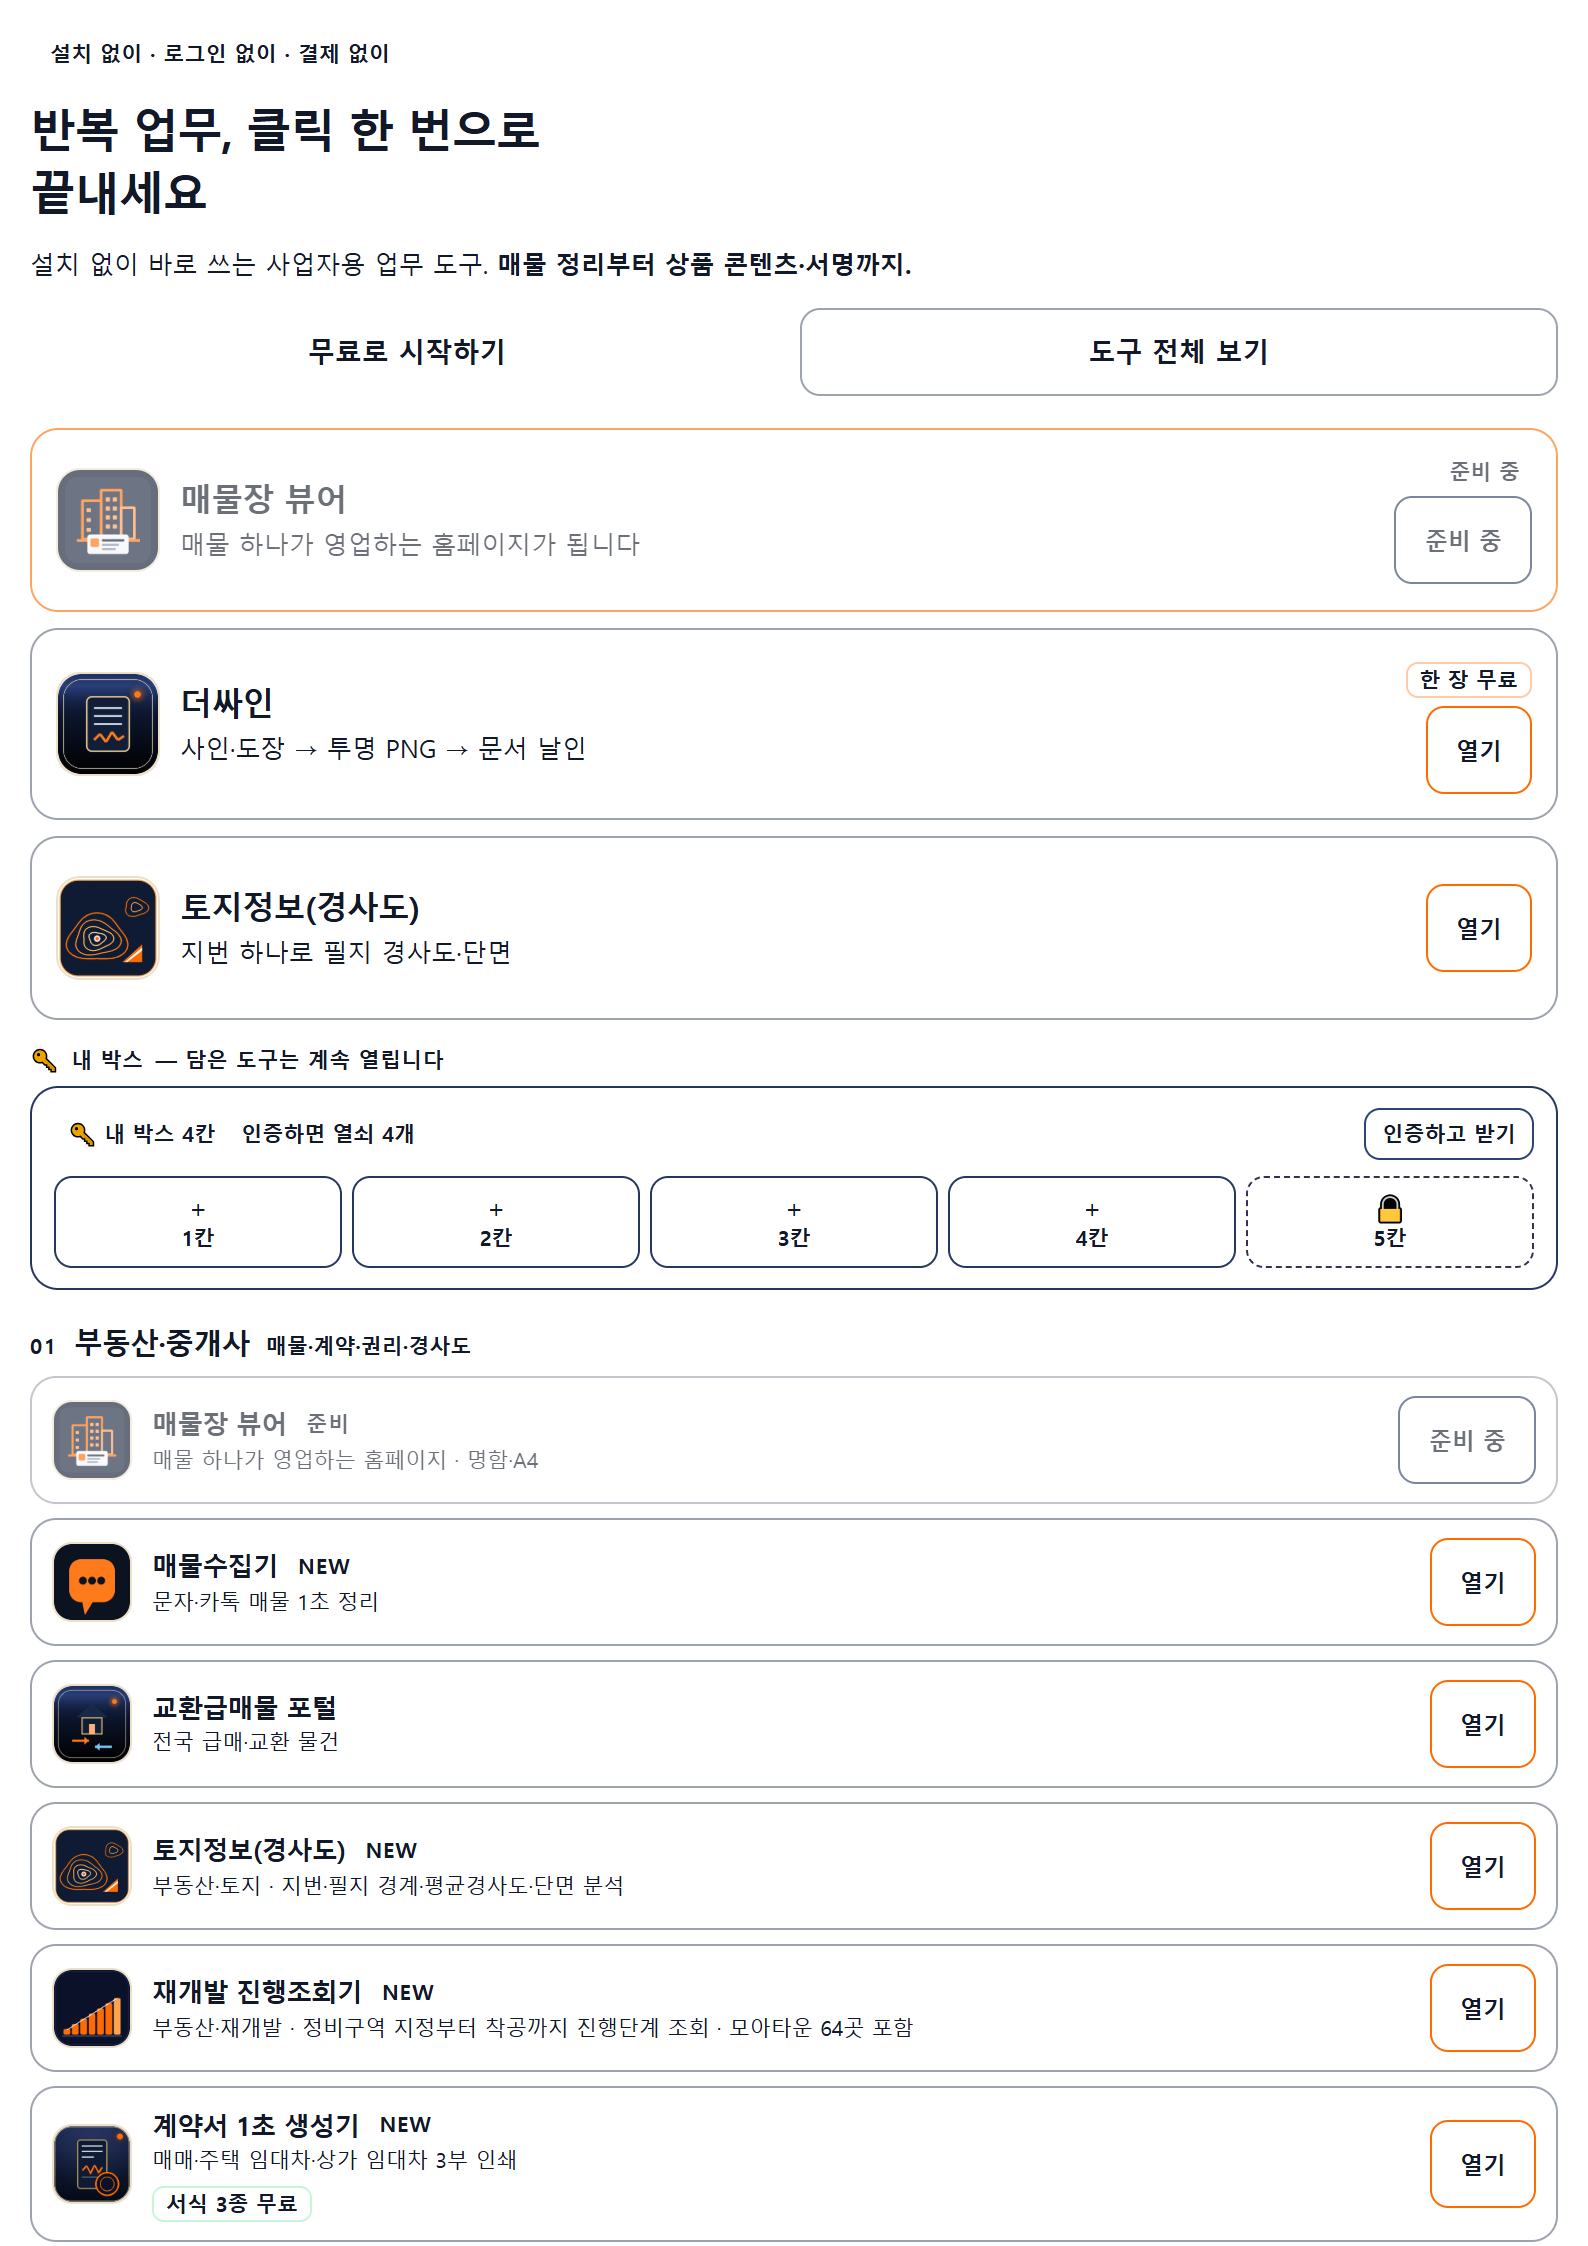 설치 없이 · 로그인 없이 · 결제 없이
반복 업무, 클릭 한 번으로
끝내세요
설치 없이 바로 쓰는 사업자용 업무 도구. 매물 정리부터 상품 콘텐츠·서명까지.
무료로 시작하기
도구 전체 보기
매물장 뷰어
매물 하나가 영업하는 홈페이지가 됩니다
준비 중
준비 중
더싸인
사인·도장 → 투명 PNG → 문서 날인
한 장 무료
열기
토지정보(경사도)
지번 하나로 필지 경사도·단면
열기
내 박스 — 담은 도구는 계속 열립니다
내 박스 4칸 인증하면 열쇠 4개
인증하고 받기
+
1칸
+
2칸
+
3칸
+
4칸
5칸
01 부동산·중개사 매물·계약·권리·경사도
매물장 뷰어 준비
매물 하나가 영업하는 홈페이지 · 명함·A4
준비 중
매물수집기 NEW
문자·카톡 매물 1초 정리
열기
교환급매물 포털
전국 급매·교환 물건
열기
토지정보(경사도) NEW
부동산·토지 · 지번·필지 경계·평균경사도·단면 분석
열기
재개발 진행조회기 NEW
부동산·재개발 · 정비구역 지정부터 착공까지 진행단계 조회 · 모아타운 64곳 포함
열기
계약서 1초 생성기 NEW
매매·주택 임대차·상가 임대차 3부 인쇄
서식 3종 무료
열기